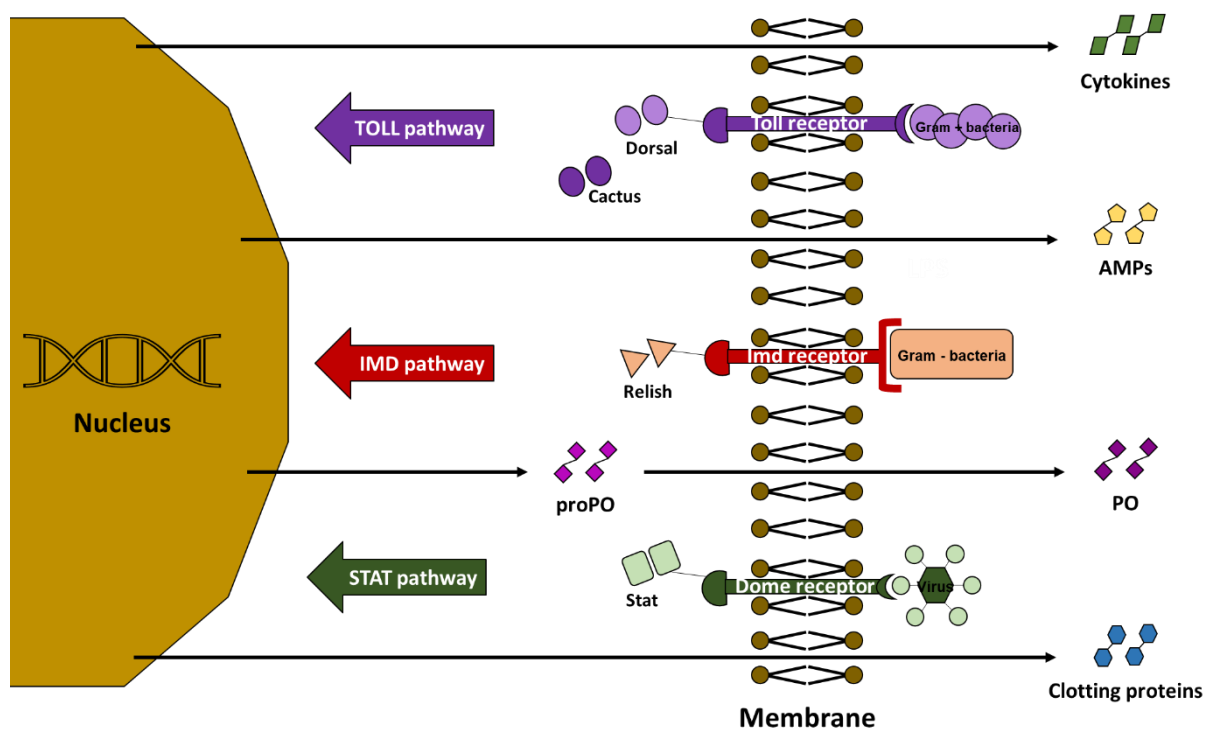 Cytokines
TOLL pathway
Dorsal
Toll receptor
Gram + bacteria
Cactus
AMPs
IMD pathway
Relish
Imd receptor
Gram - bacteria
Nucleus
proPO
PO
STAT pathway
Stat
Dome receptor
Virus
Clotting proteins
Membrane